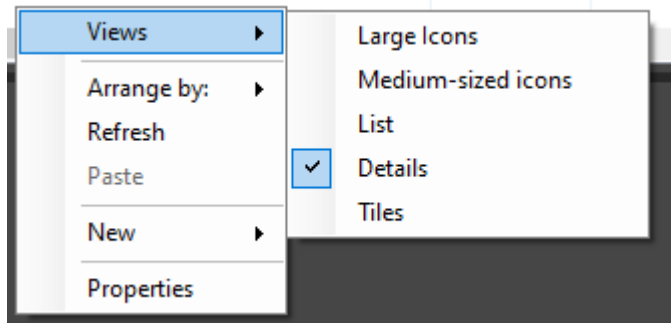 Views
Arrange by:
Refresh
Paste
New
Properties
Large Icons
Medium-sized icons
List
Details
Tiles